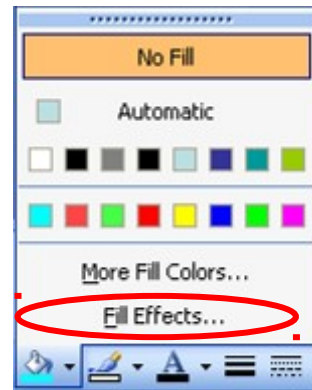 No Fill
Automatic
More Fill Colors...
Fill Effects...
A